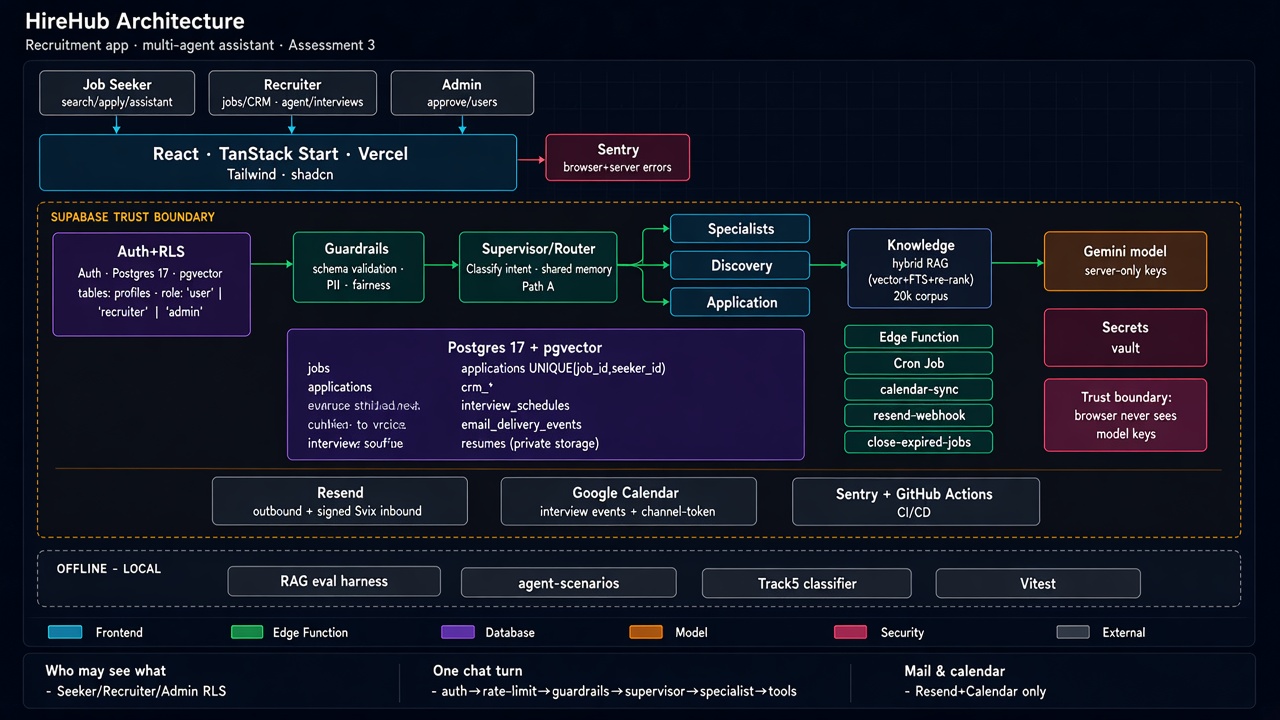 HireHub Architecture
Recruitment app · multi-agent assistant · Assessment 3
Job Seeker
search/apply/assistant
Recruiter
jobs/CRM · agent/interviews
Admin
approve/users
React · TanStack Start · Vercel
Tailwind · shadcn
Sentry
browser+server errors
SUPABASE TRUST BOUNDARY
Auth+RLS
Auth · Postgres 17 · pgvector
tables: profiles · role: 'user' |
'recruiter' | 'admin'
Guardrails
schema validation ·
PII · fairness
Supervisor/Router
Classify intent · shared memory
Path A
Specialists
Discovery
Application
Knowledge
hybrid RAG
(vector+FTS+re-rank)
20k corpus
Gemini model
server-only keys
Secrets
vault
Trust boundary:
browser never sees
model keys
Edge Function
Cron Job
calendar-sync
resend-webhook
close-expired-jobs
Postgres 17 + pgvector
jobs
applications
applications UNIQUE(job_id,seeker_id)
crm_*
interview_schedules
email_delivery_events
resumes (private storage)
Resend
outbound + signed Svix inbound
Google Calendar
interview events + channel-token
Sentry + GitHub Actions
CI/CD
OFFLINE - LOCAL
RAG eval harness
agent-scenarios
Track5 classifier
Vitest
Frontend
Edge Function
Database
Model
Security
External
Who may see what
- Seeker/Recruiter/Admin RLS
One chat turn
- auth→rate-limit→guardrails→supervisor→specialist→tools
Mail & calendar
- Resend+Calendar only